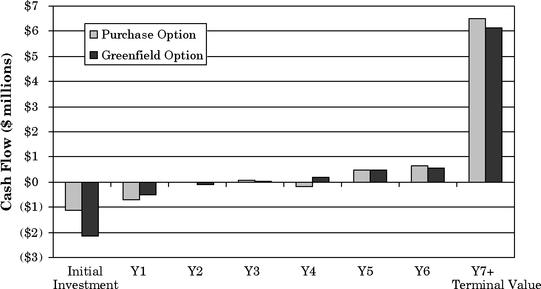 $7
$6
$5
$4
$3
$2
$1
$0
($1)
($2)
($3)
Cash Flow ($ millions)
Purchase Option
Greenfield Option
Initial Investment
Y1
Y2
Y3
Y4
Y5
Y6
Y7+
Terminal Value